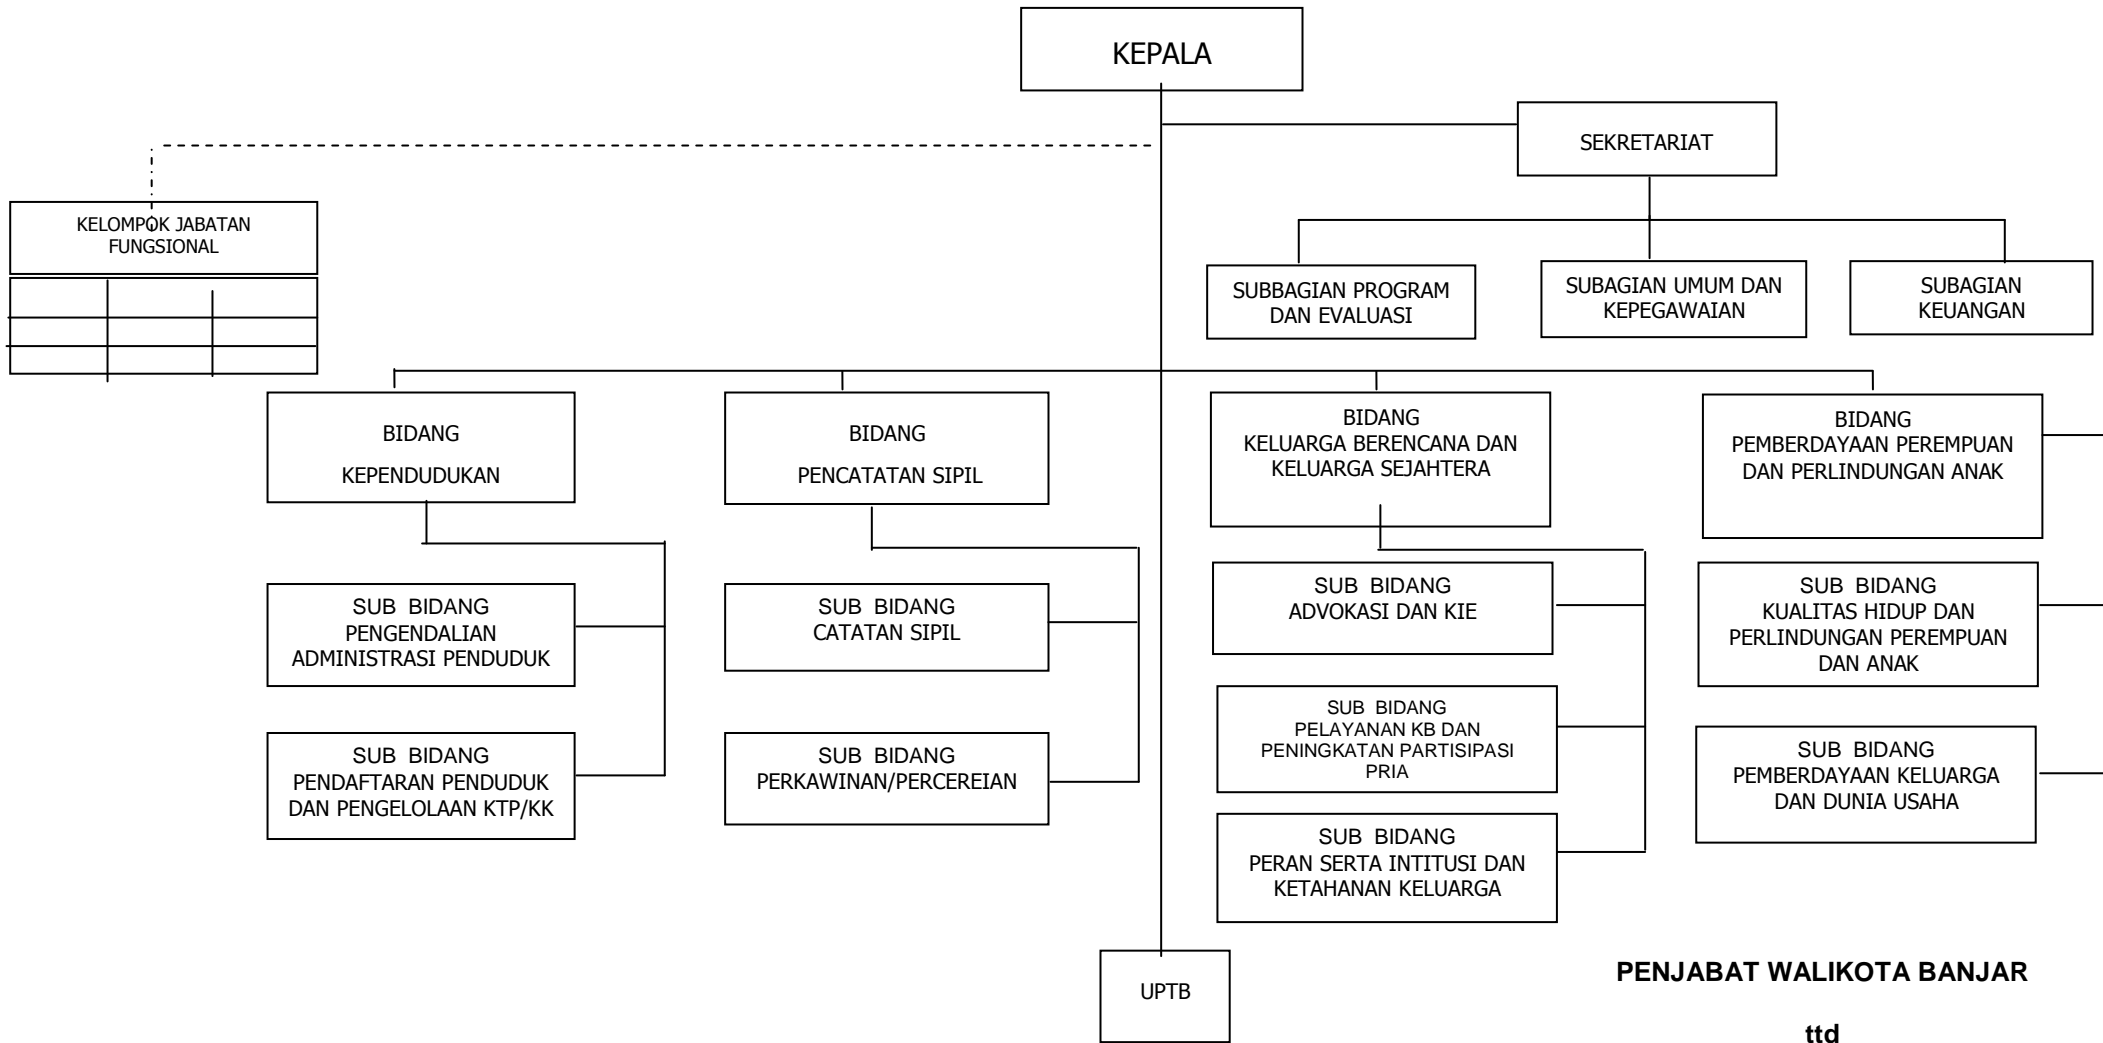 KEPALA
SEKRETARIAT
KELOMPOK JABATAN
FUNGSIONAL
SUBBAGIAN PROGRAM
DAN EVALUASI
SUBAGIAN UMUM DAN
KEPEGAWAIAN
SUBAGIAN
KEUANGAN
BIDANG
KEPENDUDUKAN
BIDANG
PENCATATAN SIPIL
BIDANG
KELUARGA BERENCANA DAN
KELUARGA SEJAHTERA
BIDANG
PEMBERDAYAAN PEREMPUAN
DAN PERLINDUNGAN ANAK
SUB BIDANG
PENGENDALIAN
ADMINISTRASI PENDUDUK
SUB BIDANG
CATATAN SIPIL
SUB BIDANG
ADVOKASI DAN KIE
SUB BIDANG
KUALITAS HIDUP DAN
PERLINDUNGAN PEREMPUAN
DAN ANAK
SUB BIDANG
PENDAFTARAN PENDUDUK
DAN PENGELOLAAN KTP/KK
SUB BIDANG
PERKAWINAN/PERCEREIAN
SUB BIDANG
PELAYANAN KB DAN
PENINGKATAN PARTISIPASI
PRIA
SUB BIDANG
PEMBERDAYAAN KELUARGA
DAN DUNIA USAHA
SUB BIDANG
PERAN SERTA INTITUSI DAN
KETAHANAN KELUARGA
UPTB
PENJABAT WALIKOTA BANJAR
ttd